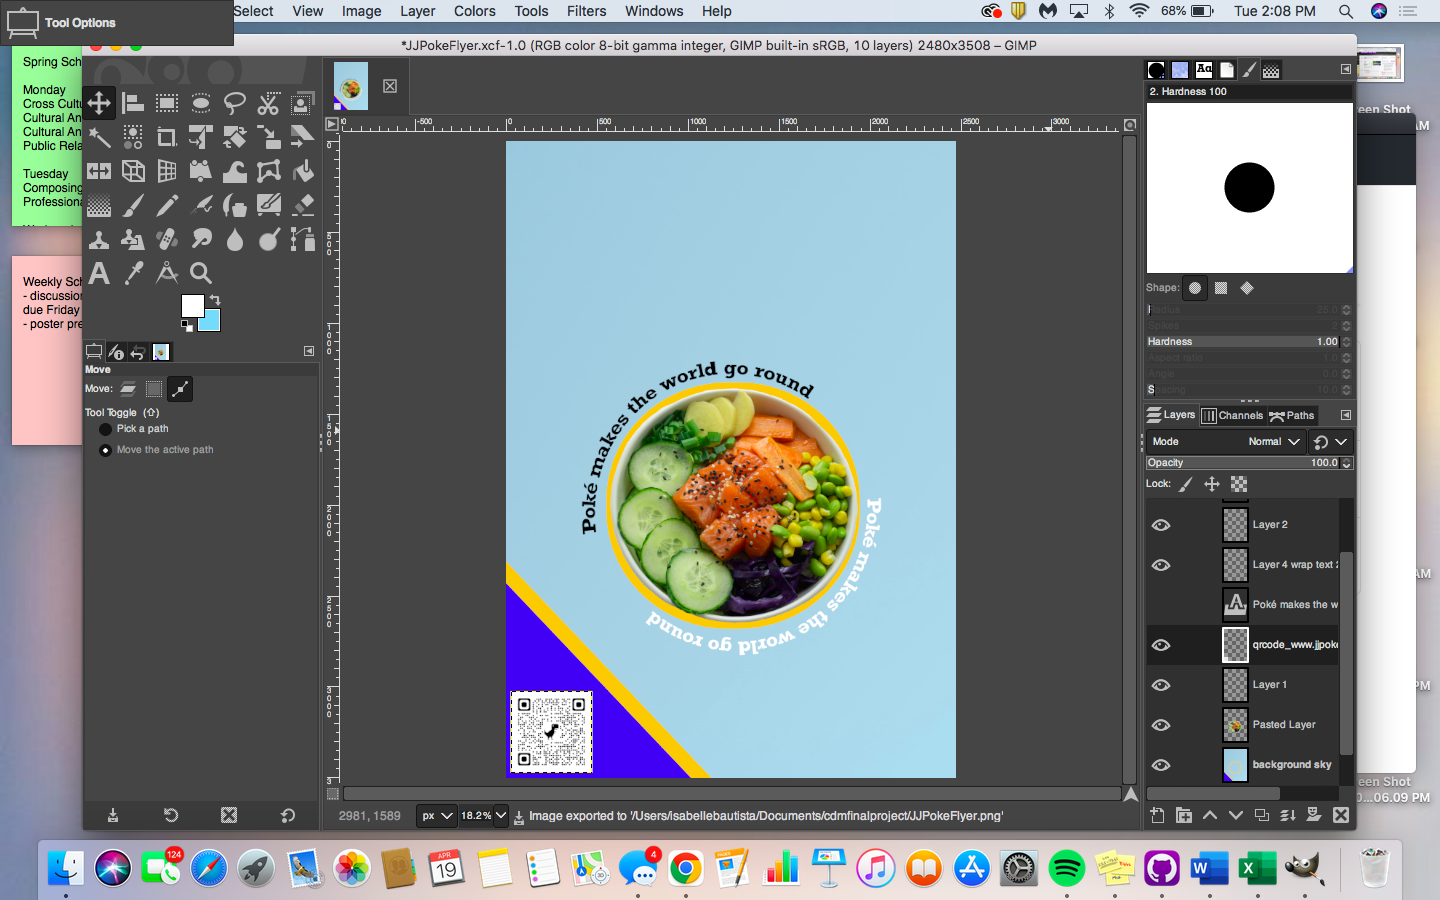 Tool Options
Select View Image Layer Colors Tools Filters Windows Help
68% Tue 2:08 PM
*JJPokeFlyer.xcf-1.0 (RGB color 8-bit gamma integer, GIMP built-in sRGB, 10 layers) 2480x3508 – GIMP
Spring Sch
Monday
Cross Cultu
Cultural An
Cultural An
Public Rela
Tuesday
Composing
Professiona
Weekly Sch
- discussion
due Friday
- poster pre
Move
Move:
Tool Toggle (⇧)
Pick a path
Move the active path
-500
0
500
1000
1500
2000
2500
3000
Poké makes the world go round
Poké makes the world go round
2981, 1589 px 18.2% Image exported to '/Users/isabellebautista/Documents/cdmfinalproject/JJPokeFlyer.png'
Aa
2. Hardness 100
Shape:
Radius 25.0
Spikes 2
Hardness 1.00
Aspect ratio 1.0
Angle 0.0
Spacing 10.0
Layers Channels Paths
Mode Normal
Opacity 100.0
Lock:
Layer 2
Layer 4 wrap text 2
Poké makes the w
qrcode_www.jjpoke
Layer 1
Pasted Layer
background sky
een Shot
AM
AM
PM
een Shot
0...06.09 PM
124
APR
19
4